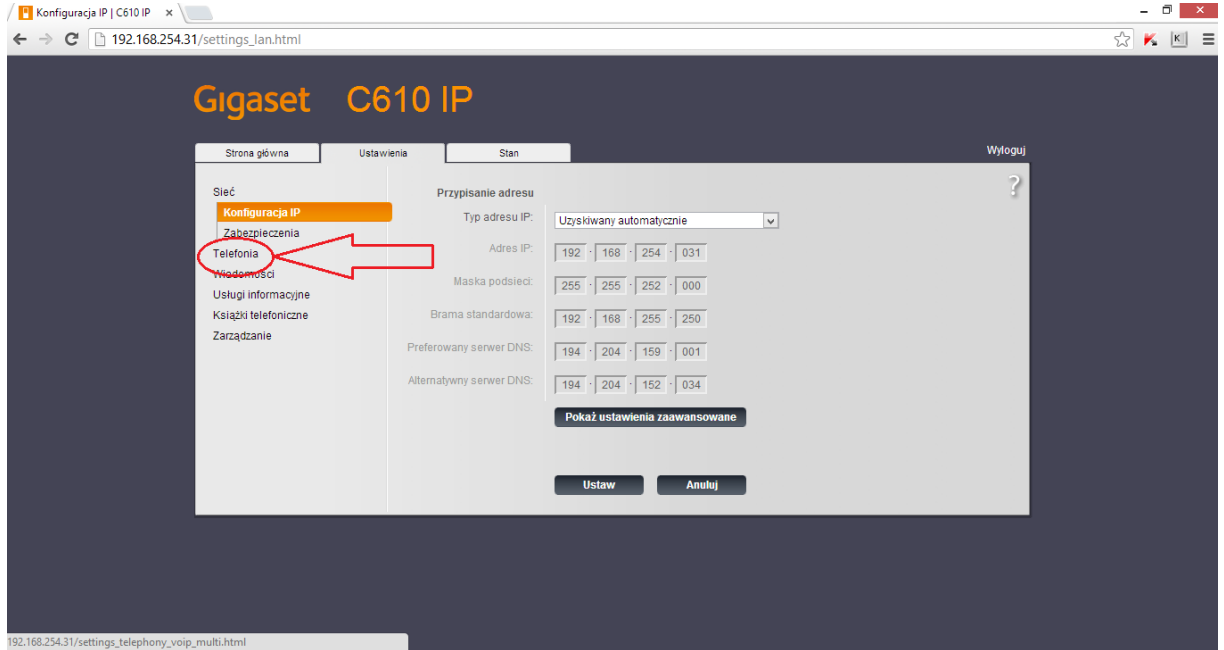 Konfiguracja IP | C610 IP
192.168.254.31/settings_lan.html
Gigaset C610 IP
Strona główna Ustawienia Stan Wyloguj
?
Sieć
Konfiguracja IP
Zabezpieczenia
Telefonia
Wiadomości
Usługi informacyjne
Książki telefoniczne
Zarządzanie
Przypisanie adresu
Typ adresu IP: Uzyskiwany automatycznie
Adres IP: 192 . 168 . 254 . 031
Maska podsieci: 255 . 255 . 252 . 000
Brama standardowa: 192 . 168 . 255 . 250
Preferowany serwer DNS: 194 . 204 . 159 . 001
Alternatywny serwer DNS: 194 . 204 . 152 . 034
Pokaż ustawienia zaawansowane
Ustaw Anuluj
192.168.254.31/settings_telephony_voip_multi.html